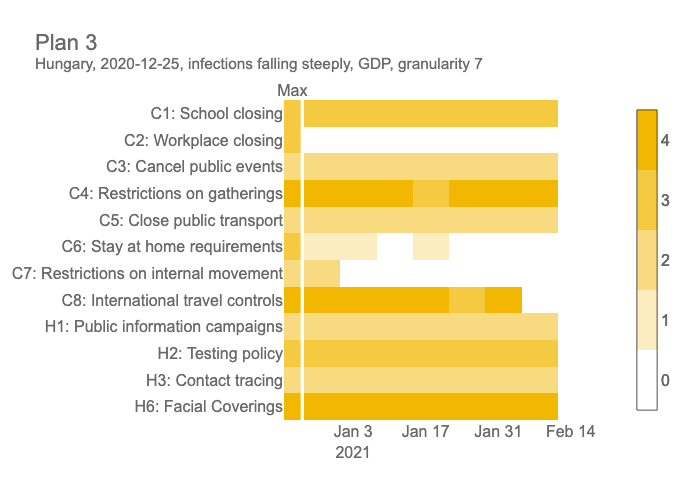 Plan 3
Hungary, 2020-12-25, infections falling steeply, GDP, granularity 7
Max
C1: School closing
C2: Workplace closing
C3: Cancel public events
C4: Restrictions on gatherings
C5: Close public transport
C6: Stay at home requirements
C7: Restrictions on internal movement
C8: International travel controls
H1: Public information campaigns
H2: Testing policy
H3: Contact tracing
H6: Facial Coverings
Jan 3 Jan 17 Jan 31 Feb 14
2021
4
3
2
1
0